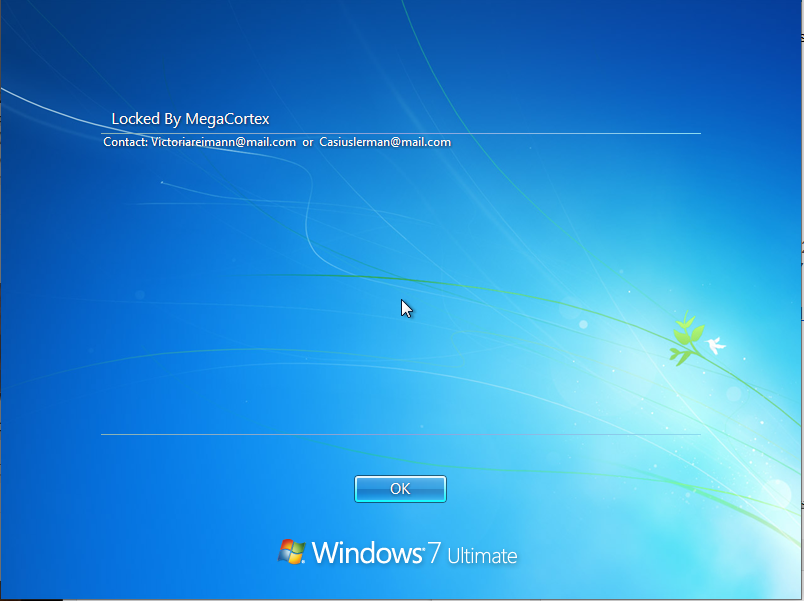 Locked By MegaCortex
Contact: Victoriareimann@mail.com or Casiuslerman@mail.com
OK
Windows 7 Ultimate